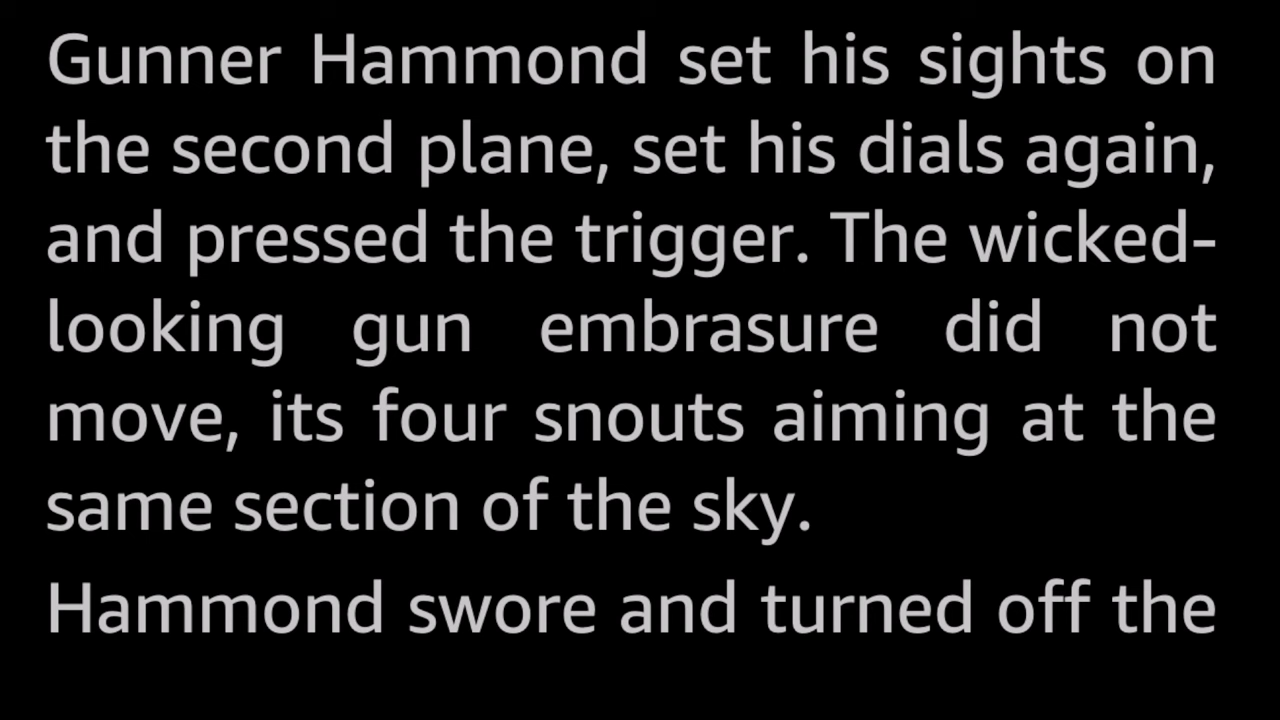 Gunner Hammond set his sights on
the second plane, set his dials again,
and pressed the trigger. The wicked-
looking gun embrasure did not
move, its four snouts aiming at the
same section of the sky.
Hammond swore and turned off the